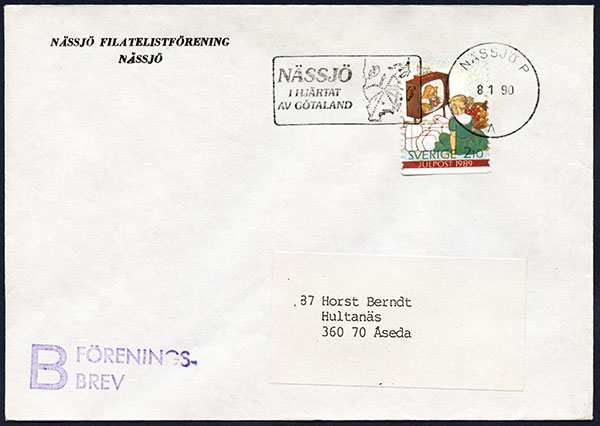 NÄSSJÖ FILATELISTFÖRENING
NÄSSJÖ
NÄSSJÖ
I HJÄRTAT
AV GÖTALAND
NÄSSJÖ P
8 1 90
A
SVERIGE 2.10
JULPOST 1989
.87 Horst Berndt
Hultanäs
360 70 Åseda
B FÖRENINGS-
BREV